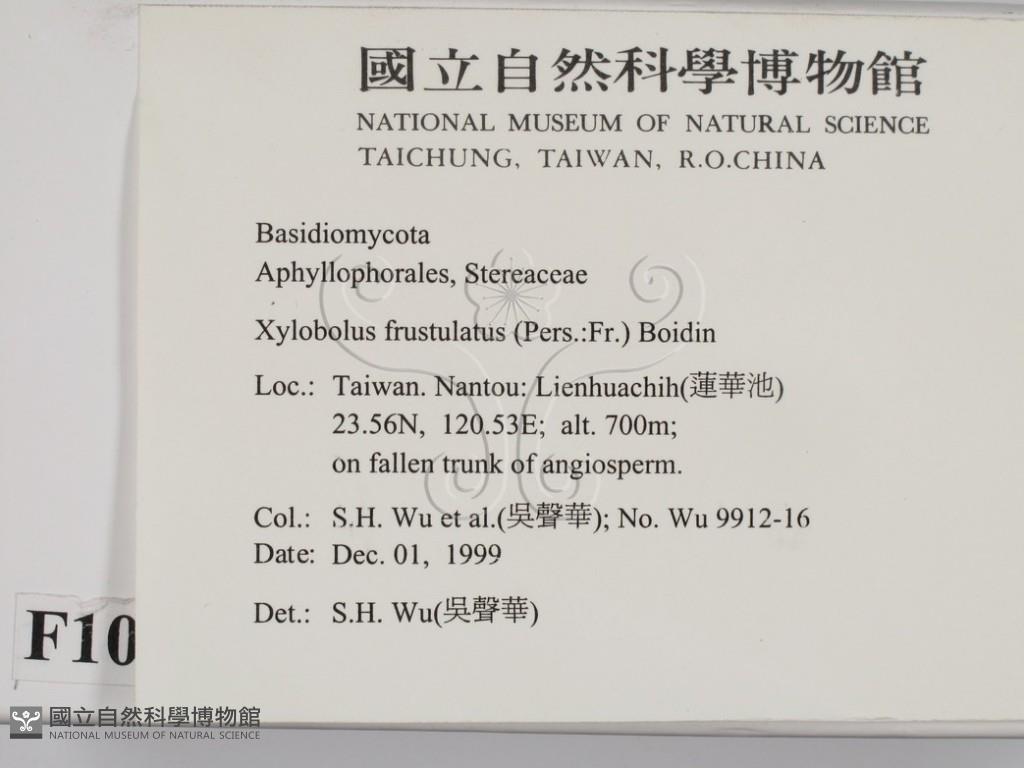 國立自然科學博物館
NATIONAL MUSEUM OF NATURAL SCIENCE
TAICHUNG, TAIWAN, R.O.CHINA
Basidiomycota
Aphyllophorales, Stereaceae
Xylobolus frustulatus (Pers.:Fr.) Boidin
Loc.: Taiwan. Nantou: Lienhuachih(蓮華池)
23.56N, 120.53E; alt. 700m;
on fallen trunk of angiosperm.
Col.: S.H. Wu et al.(吳聲華); No. Wu 9912-16
Date: Dec. 01, 1999
Det.: S.H. Wu(吳聲華)
F10
國立自然科學博物館
NATIONAL MUSEUM OF NATURAL SCIENCE